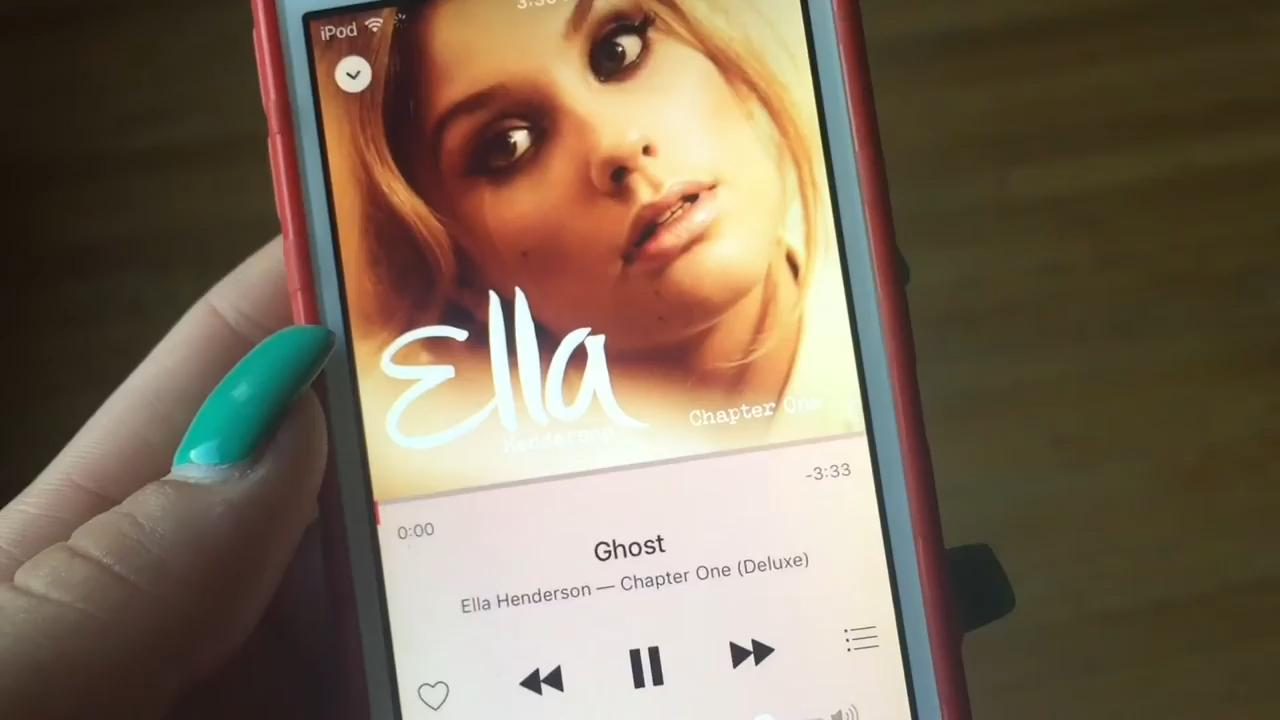 iPod
Ella
Henderson
Chapter One
0:00
-3:33
Ghost
Ella Henderson — Chapter One (Deluxe)